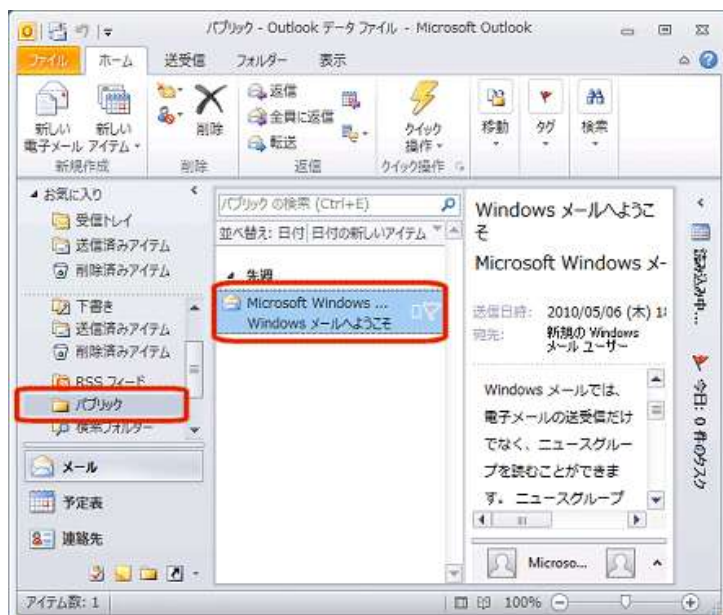 パブリック - Outlook データ ファイル - Microsoft Outlook
ファイル ホーム 送受信 フォルダー 表示
新しい 電子メール
新しい アイテム
削除
返信
全員に返信
転送
クイック 操作
移動
タグ
検索
新規作成 削除 返信 クイック操作
お気に入り
受信トレイ
送信済みアイテム
削除済みアイテム
下書き
送信済みアイテム
削除済みアイテム
RSS フィード
パブリック
検索フォルダー
メール
予定表
連絡先
パブリック の検索 (Ctrl+E)
並べ替え: 日付 日付の新しいアイテム
先週
Microsoft Windows ...
Windows メールへようこそ
Windows メールへようこ
そ
Microsoft Windows メ-
送信日時: 2010/05/06 (木) 1
宛先: 新規の Windows
メール ユーザー
Windows メールでは、
電子メールの送受信だけ
でなく、ニュースグルー
プを読むことができま
す。 ニュースグループ
Microso...
読み込み中...
今日: 0 件のタスク
アイテム数: 1
100%